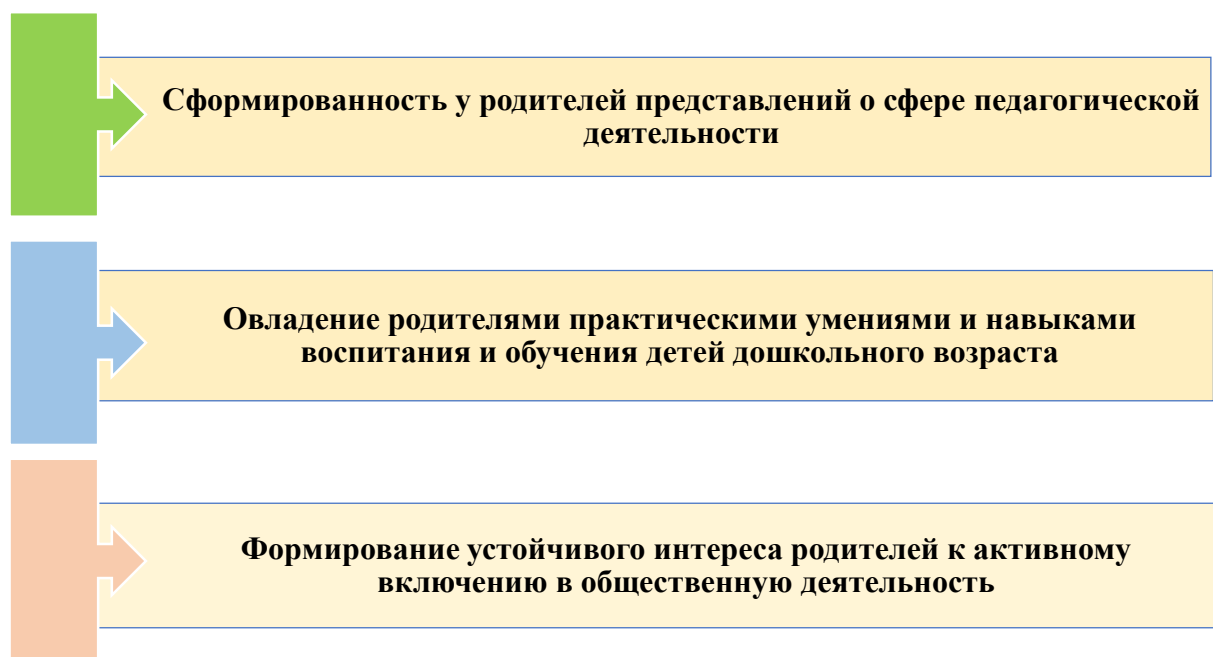 Сформированность у родителей представлений о сфере педагогической
деятельности
Овладение родителями практическими умениями и навыками
воспитания и обучения детей дошкольного возраста
Формирование устойчивого интереса родителей к активному
включению в общественную деятельность